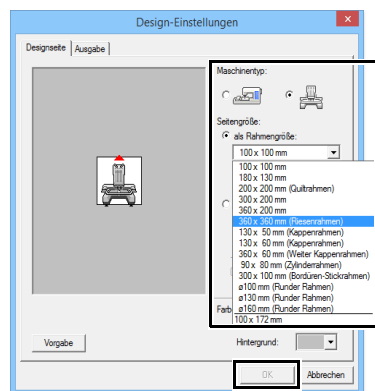 Design-Einstellungen
Designseite
Ausgabe
Maschinentyp:
Seitengröße:
als Rahmengröße:
100 x 100 mm
100 x 100 mm
180 x 130 mm
200 x 200 mm (Quiltrahmen)
300 x 200 mm
360 x 200 mm
360 x 360 mm (Riesenrahmen)
130 x 50 mm (Kappenrahmen)
130 x 60 mm (Kappenrahmen)
360 x 60 mm (Weiter Kappenrahmen)
90 x 80 mm (Zylinderrahmen)
300 x 100 mm (Bordüren-Stickrahmen)
ø100 mm (Runder Rahmen)
ø130 mm (Runder Rahmen)
ø160 mm (Runder Rahmen)
100 x 172 mm
Farb
Vorgabe
Hintergrund:
OK
Abbrechen